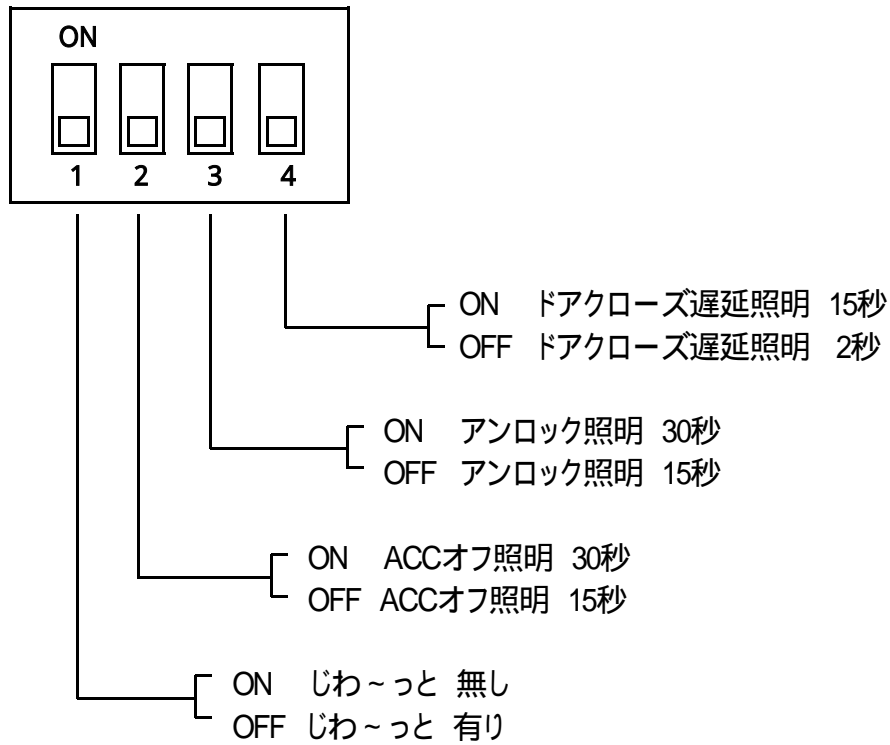 ON
1 2 3 4
ON ドアクローズ遅延照明 15秒
OFF ドアクローズ遅延照明 2秒
ON アンロック照明 30秒
OFF アンロック照明 15秒
ON ACCオフ照明 30秒
OFF ACCオフ照明 15秒
ON じわ~っと 無し
OFF じわ~っと 有り